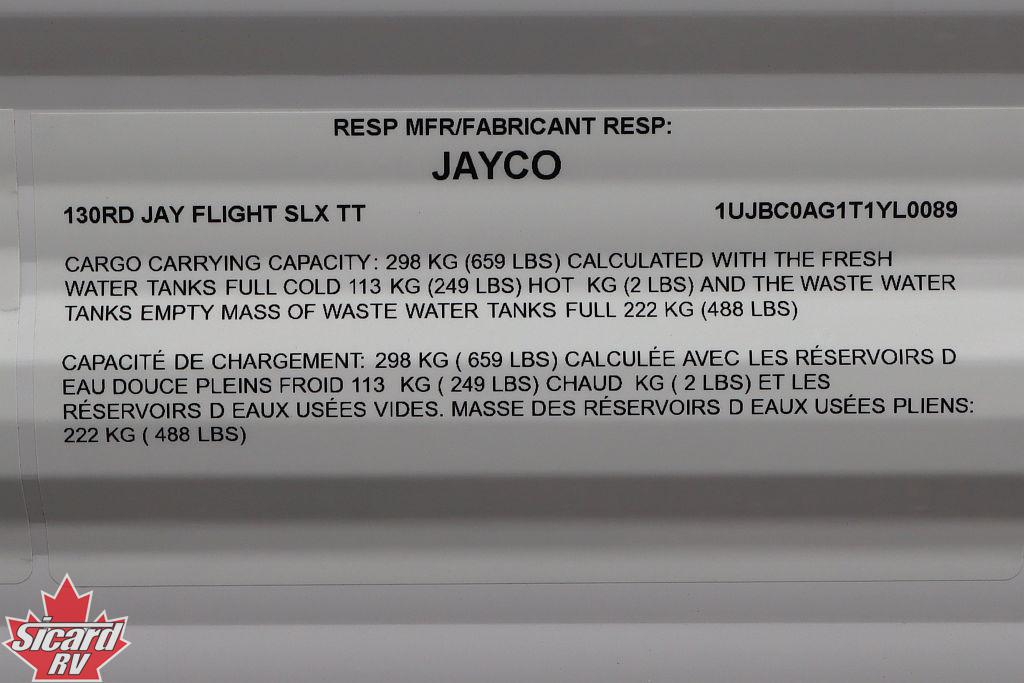 RESP MFR/FABRICANT RESP:
JAYCO
130RD JAY FLIGHT SLX TT 1UJBC0AG1T1YL0089
CARGO CARRYING CAPACITY: 298 KG (659 LBS) CALCULATED WITH THE FRESH
WATER TANKS FULL COLD 113 KG (249 LBS) HOT  KG (2 LBS) AND THE WASTE WATER
TANKS EMPTY MASS OF WASTE WATER TANKS FULL 222 KG (488 LBS)
CAPACITÉ DE CHARGEMENT: 298 KG ( 659 LBS) CALCULÉE AVEC LES RÉSERVOIRS D
EAU DOUCE PLEINS FROID 113  KG ( 249 LBS) CHAUD  KG ( 2 LBS) ET LES
RÉSERVOIRS D EAUX USÉES VIDES. MASSE DES RÉSERVOIRS D EAUX USÉES PLIENS:
222 KG ( 488 LBS)
Sicard
RV